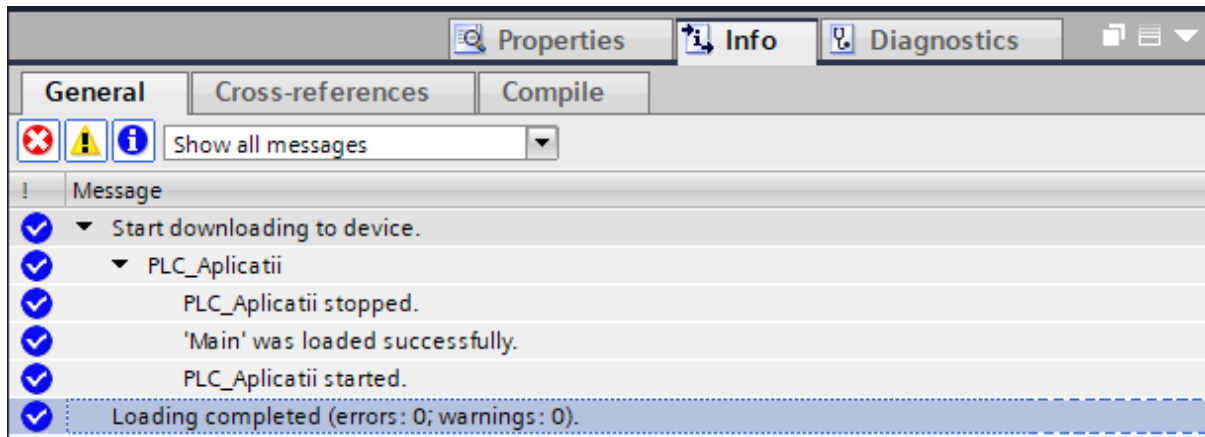 Properties Info Diagnostics
General Cross-references Compile
Show all messages
! Message
Start downloading to device.
PLC_Aplicatii
PLC_Aplicatii stopped.
'Main' was loaded successfully.
PLC_Aplicatii started.
Loading completed (errors: 0; warnings: 0).